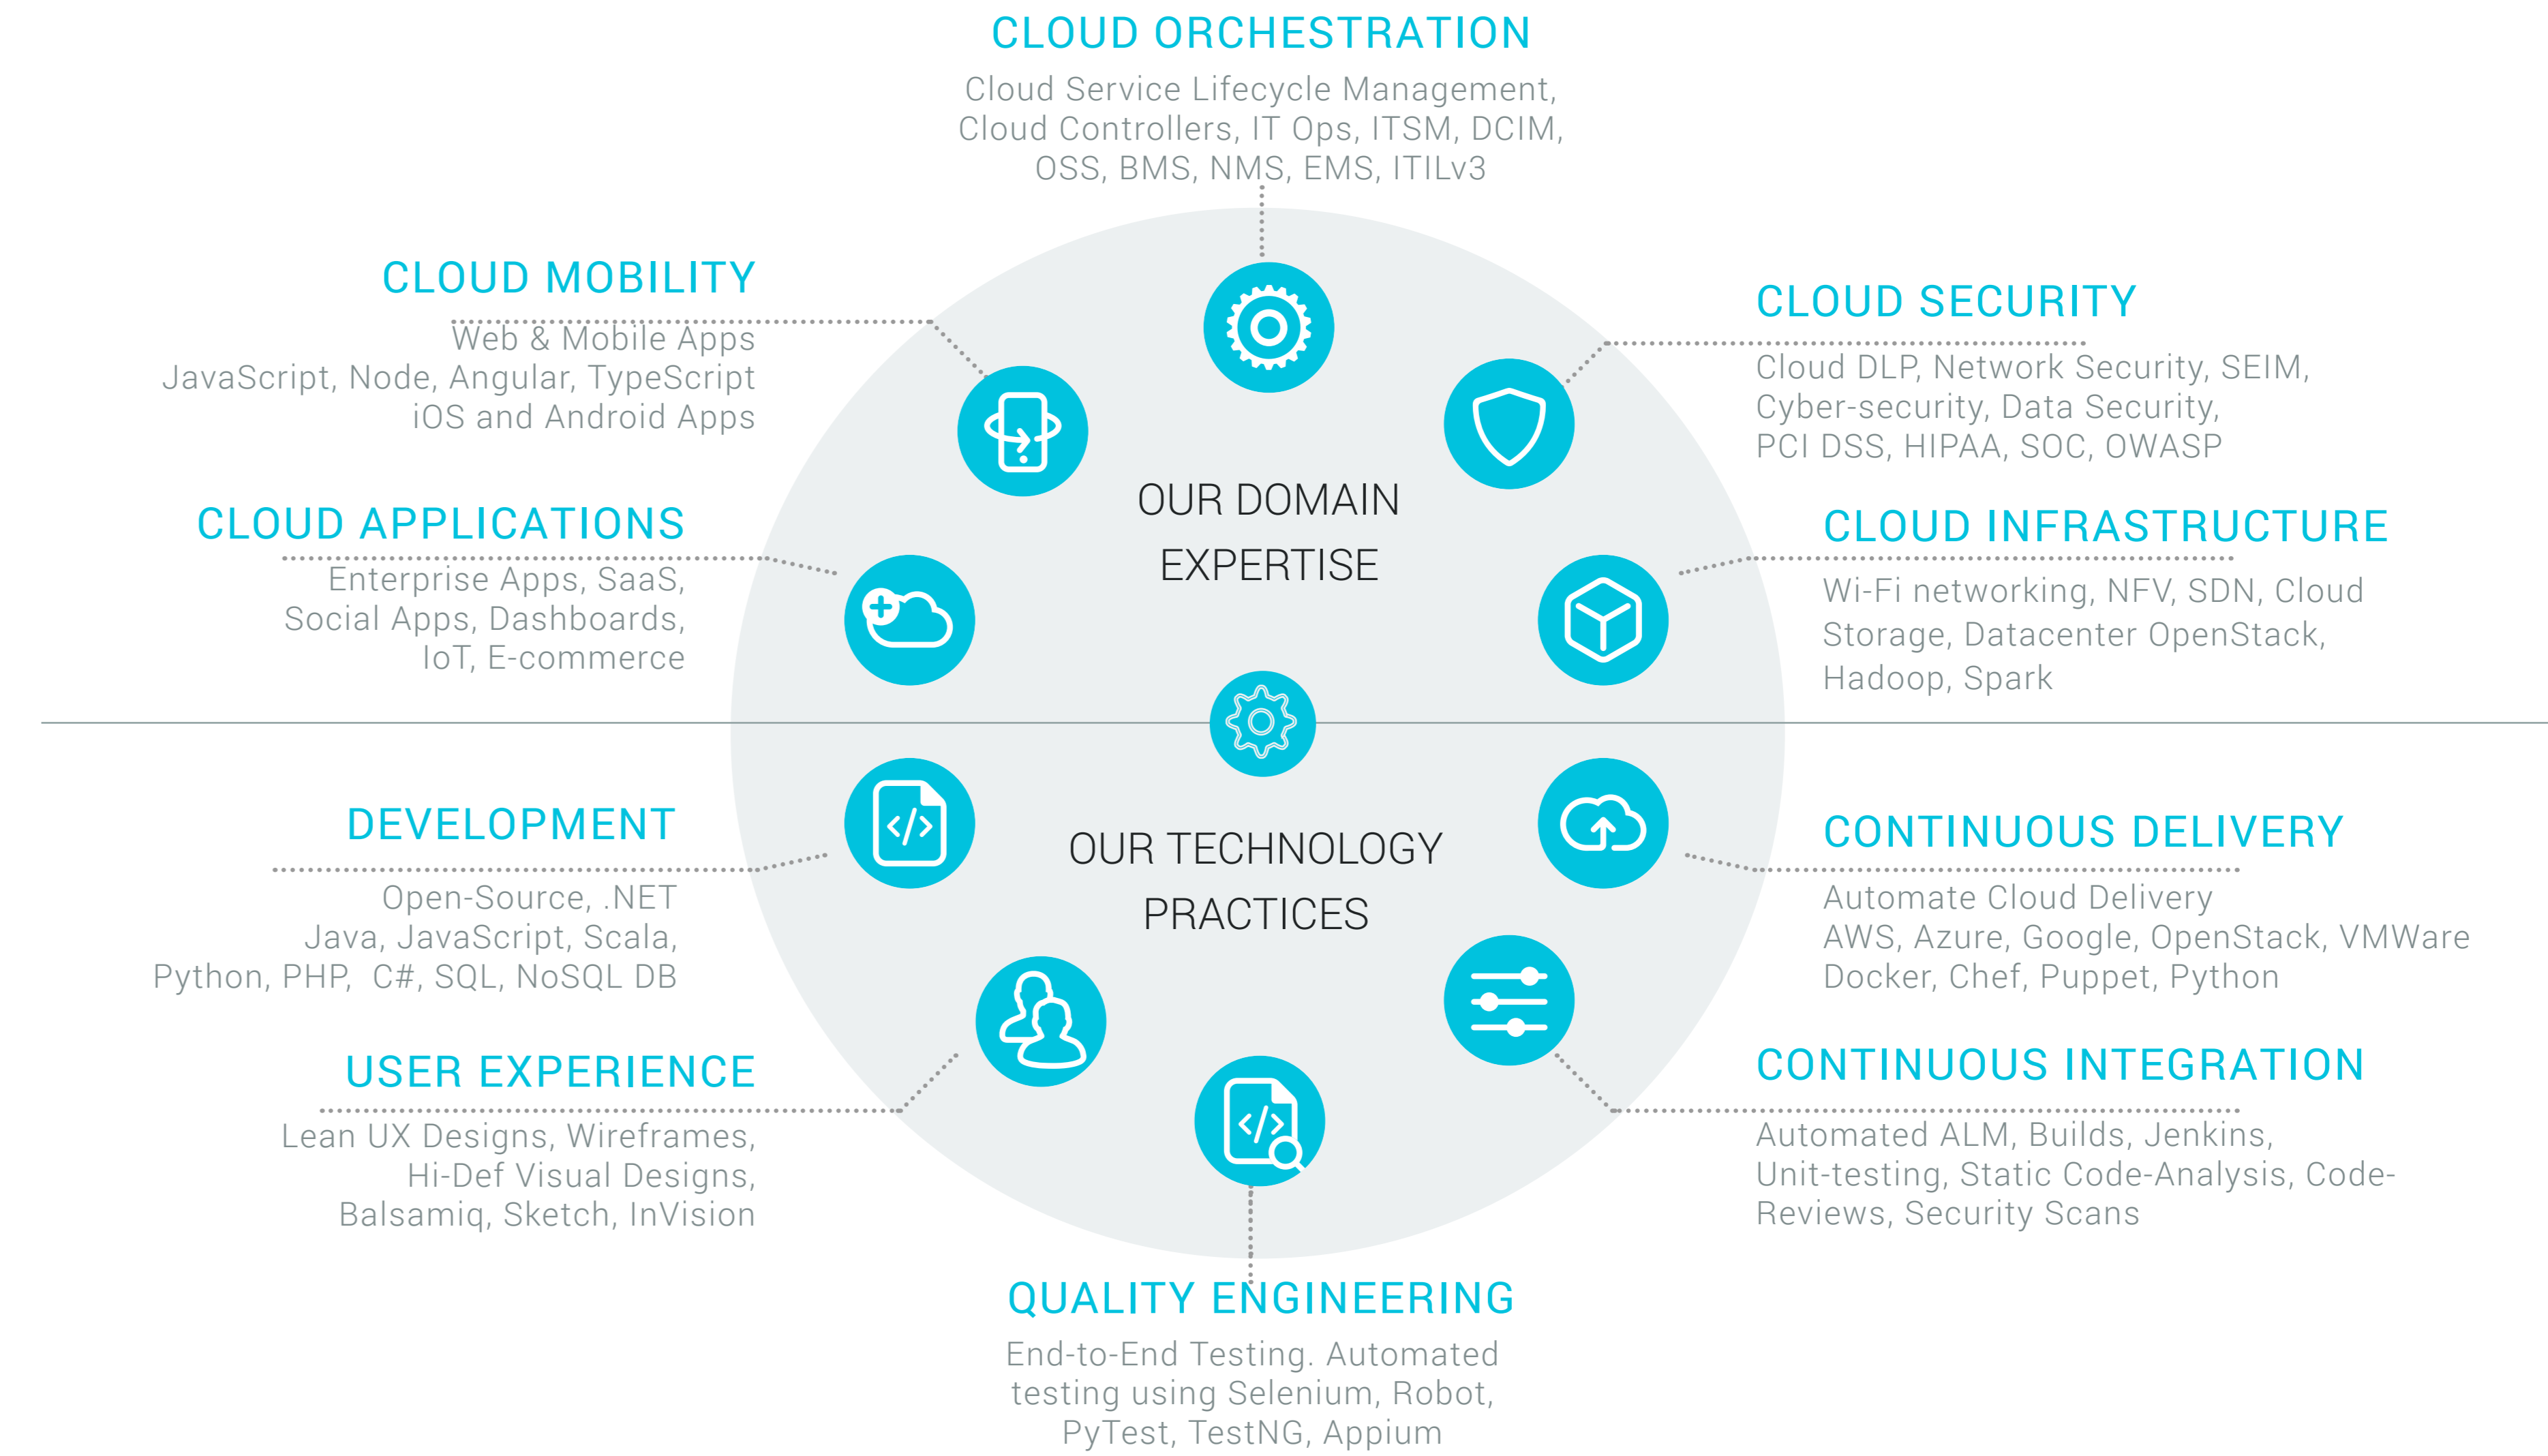 CLOUD ORCHESTRATION
Cloud Service Lifecycle Management,
Cloud Controllers, IT Ops, ITSM, DCIM,
OSS, BMS, NMS, EMS, ITILv3
CLOUD MOBILITY
Web & Mobile Apps
JavaScript, Node, Angular, TypeScript
iOS and Android Apps
CLOUD SECURITY
Cloud DLP, Network Security, SEIM,
Cyber-security, Data Security,
PCI DSS, HIPAA, SOC, OWASP
OUR DOMAIN
EXPERTISE
CLOUD APPLICATIONS
Enterprise Apps, SaaS,
Social Apps, Dashboards,
IoT, E-commerce
CLOUD INFRASTRUCTURE
Wi-Fi networking, NFV, SDN, Cloud
Storage, Datacenter OpenStack,
Hadoop, Spark
DEVELOPMENT
Open-Source, .NET
Java, JavaScript, Scala,
Python, PHP,  C#, SQL, NoSQL DB
OUR TECHNOLOGY
PRACTICES
CONTINUOUS DELIVERY
Automate Cloud Delivery
AWS, Azure, Google, OpenStack, VMWare
Docker, Chef, Puppet, Python
USER EXPERIENCE
Lean UX Designs, Wireframes,
Hi-Def Visual Designs,
Balsamiq, Sketch, InVision
CONTINUOUS INTEGRATION
Automated ALM, Builds, Jenkins,
Unit-testing, Static Code-Analysis, Code-
Reviews, Security Scans
QUALITY ENGINEERING
End-to-End Testing. Automated
testing using Selenium, Robot,
PyTest, TestNG, Appium